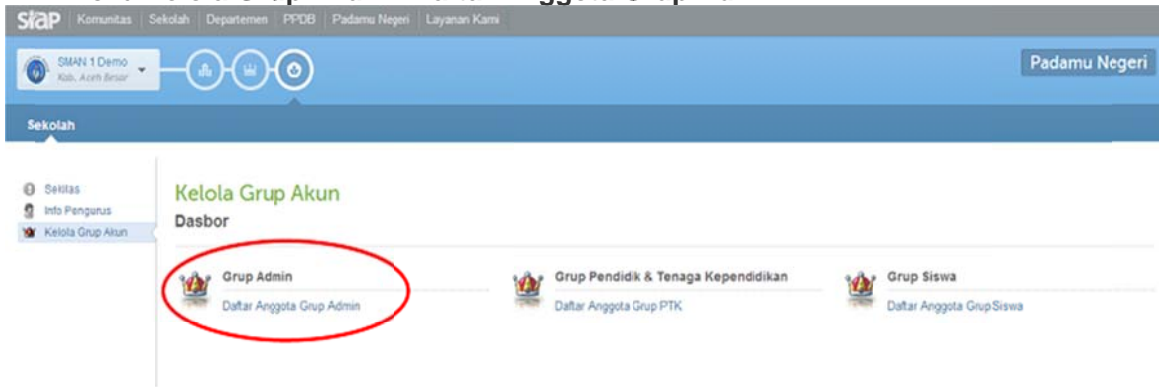 siap Komunitas Sekolah Departemen PPDB Padamu Negeri Layanan Kami
SMAN 1 Demo
Kab. Aceh Besar
Padamu Negeri
Sekolah
Sekilas
Info Pengurus
Kelola Grup Akun
Kelola Grup Akun
Dasbor
Grup Admin
Daftar Anggota Grup Admin
Grup Pendidik & Tenaga Kependidikan
Daftar Anggota Grup PTK
Grup Siswa
Daftar Anggota Grup Siswa